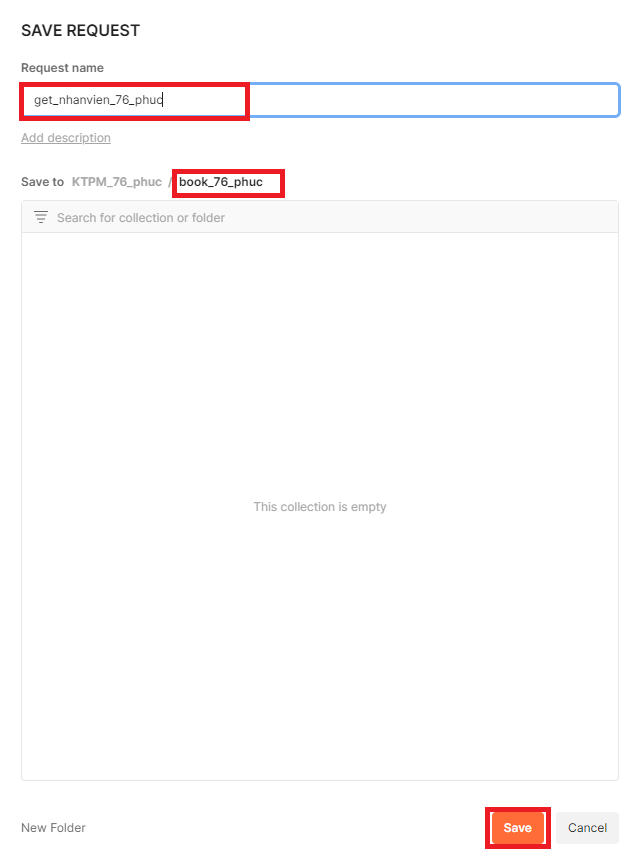 SAVE REQUEST
Request name
get_nhanvien_76_phuc
Add description
Save to KTPM_76_phuc / book_76_phuc
Search for collection or folder
This collection is empty
New Folder
Save
Cancel